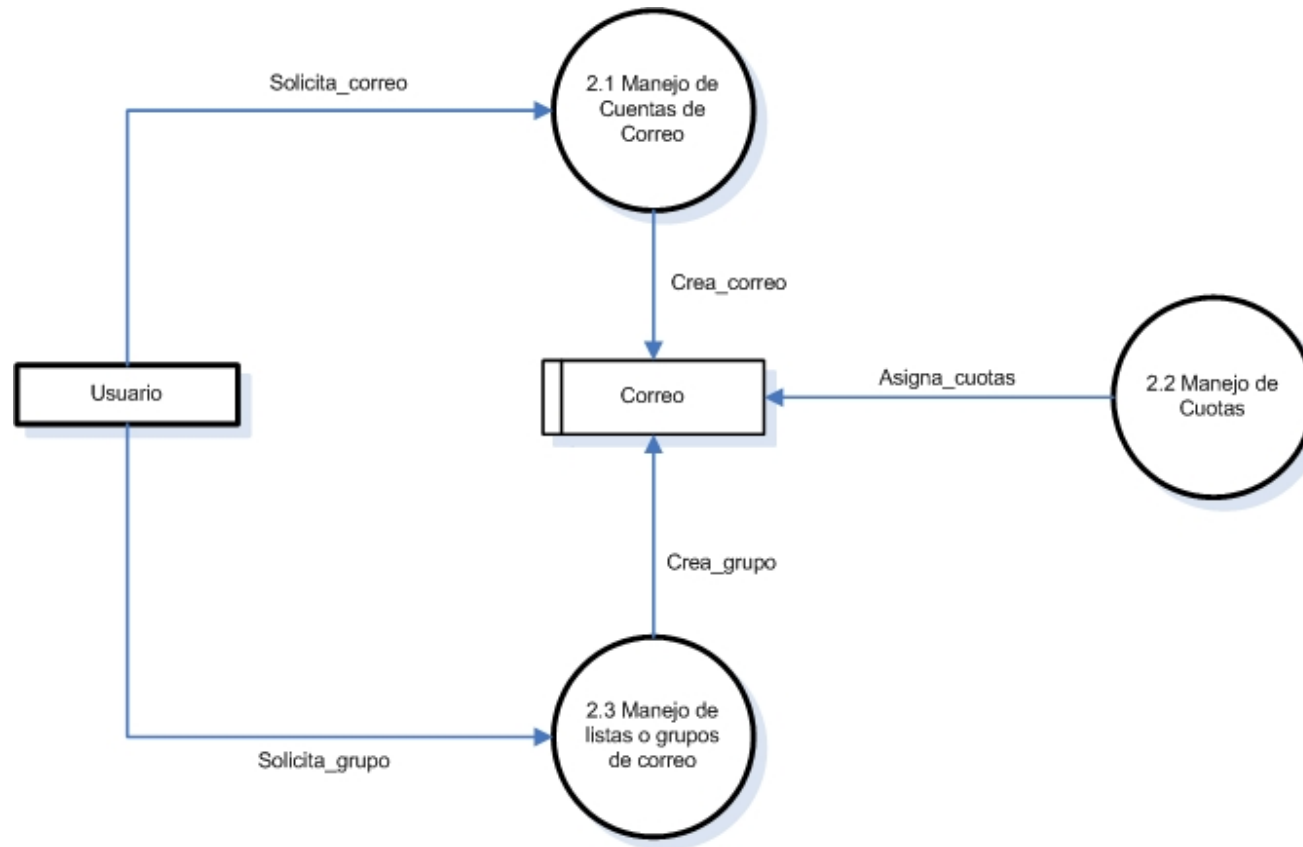 Solicita_correo
2.1 Manejo de
Cuentas de
Correo
Crea_correo
Usuario
Correo
Asigna_cuotas
2.2 Manejo de
Cuotas
Crea_grupo
2.3 Manejo de
listas o grupos
de correo
Solicita_grupo